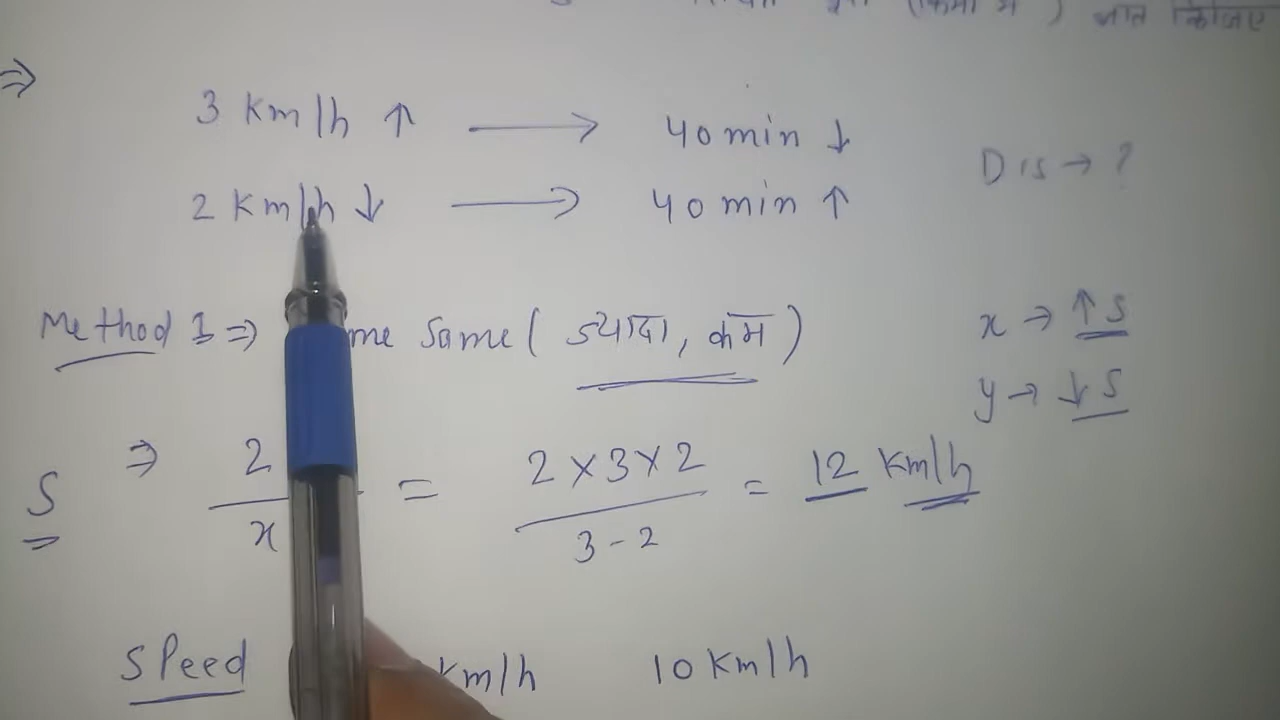 ज्ञात कीजिए
⇒
3 Km/h ↑ ⟶ 40 min ↓
Dis → ?
2 Km/h ↓ ⟶ 40 min ↑
Method 1 ⇒ Same (ज्यादा, कम)
x → ↑ S
y → ↓ S
S ⇒ 2 / x = 2 × 3 × 2 / 3 - 2 = 12 Km/h
Speed km/h 10 Km/h